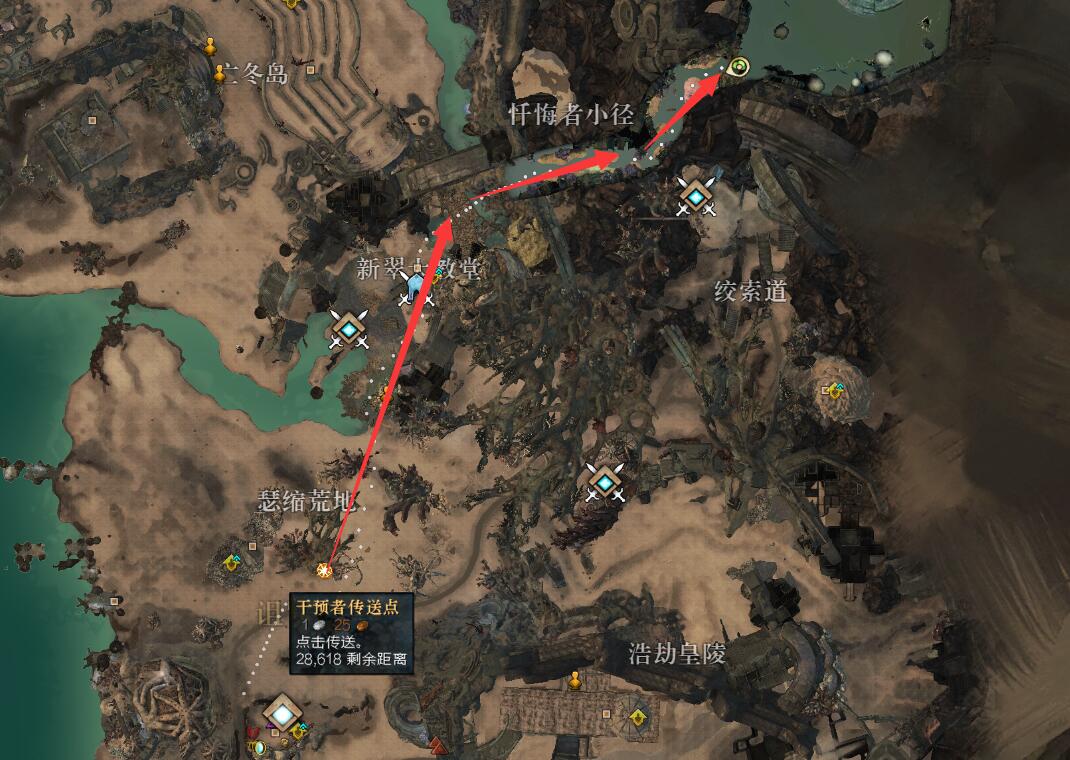 亡冬岛
忏悔者小径
新翠大教堂
绞索道
瑟缩荒地
诅
干预者传送点
1 25
点击传送。
28,618 剩余距离
浩劫皇陵